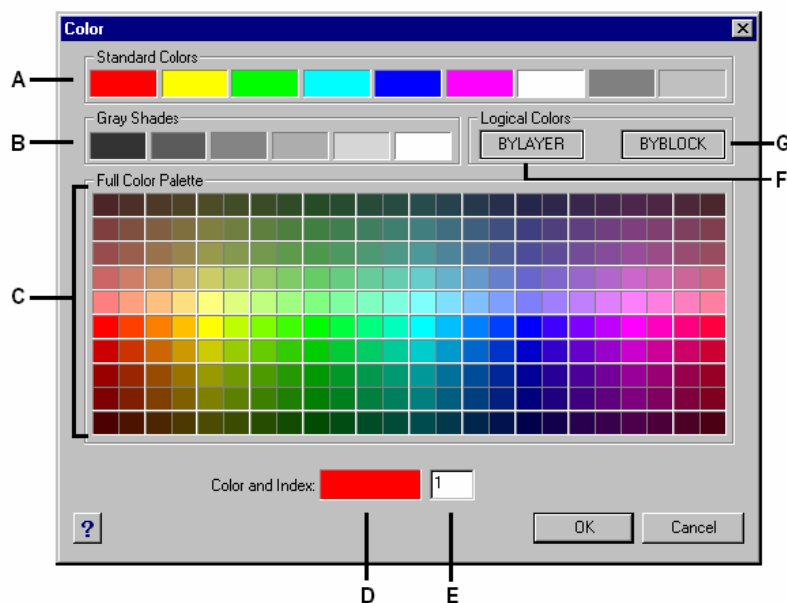 Color
Standard Colors
A
Gray Shades
Logical Colors
B
BYLAYER
BYBLOCK
G
F
Full Color Palette
C
Color and Index:
1
?
OK
Cancel
D
E